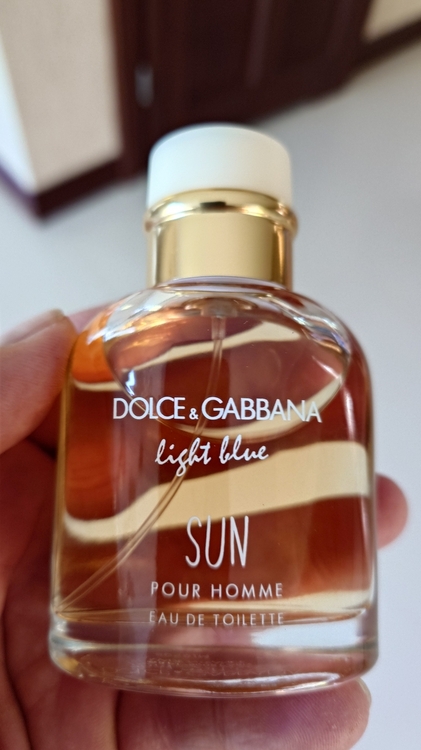 DOLCE & GABBANA
light blue
SUN
POUR HOMME
EAU DE TOILETTE